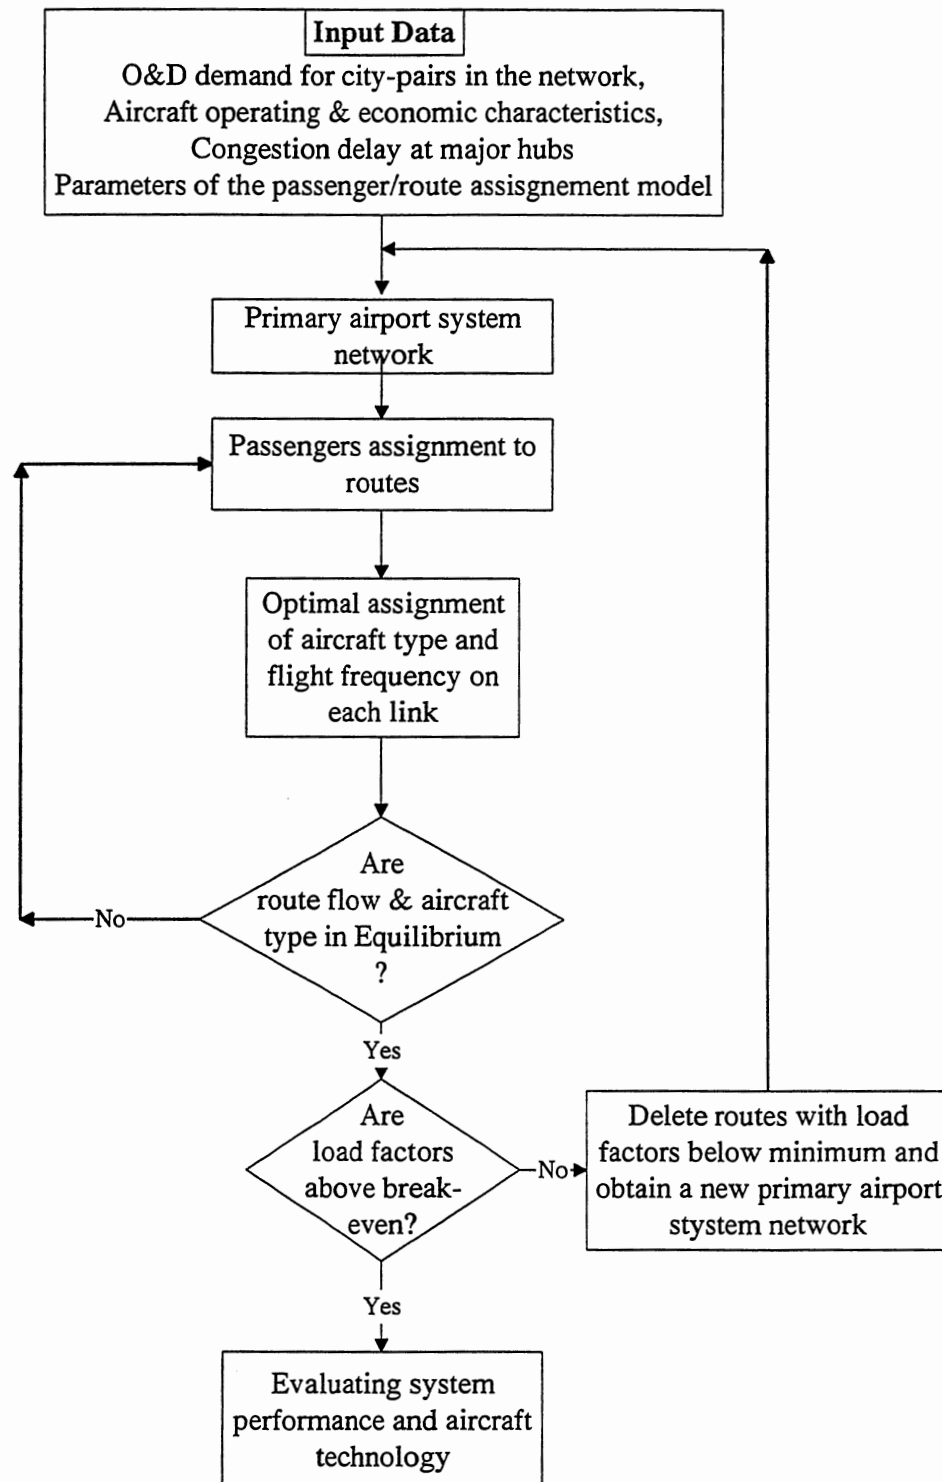 Input Data
O&D demand for city-pairs in the network,
Aircraft operating & economic characteristics,
Congestion delay at major hubs
Parameters of the passenger/route assisgnement model
Primary airport system
network
Passengers assignment to
routes
Optimal assignment
of aircraft type and
flight frequency on
each link
Are
route flow & aircraft
type in Equilibrium
?
No
Yes
Are
load factors
above break-
even?
No
Delete routes with load
factors below minimum and
obtain a new primary airport
stystem network
Yes
Evaluating system
performance and aircraft
technology